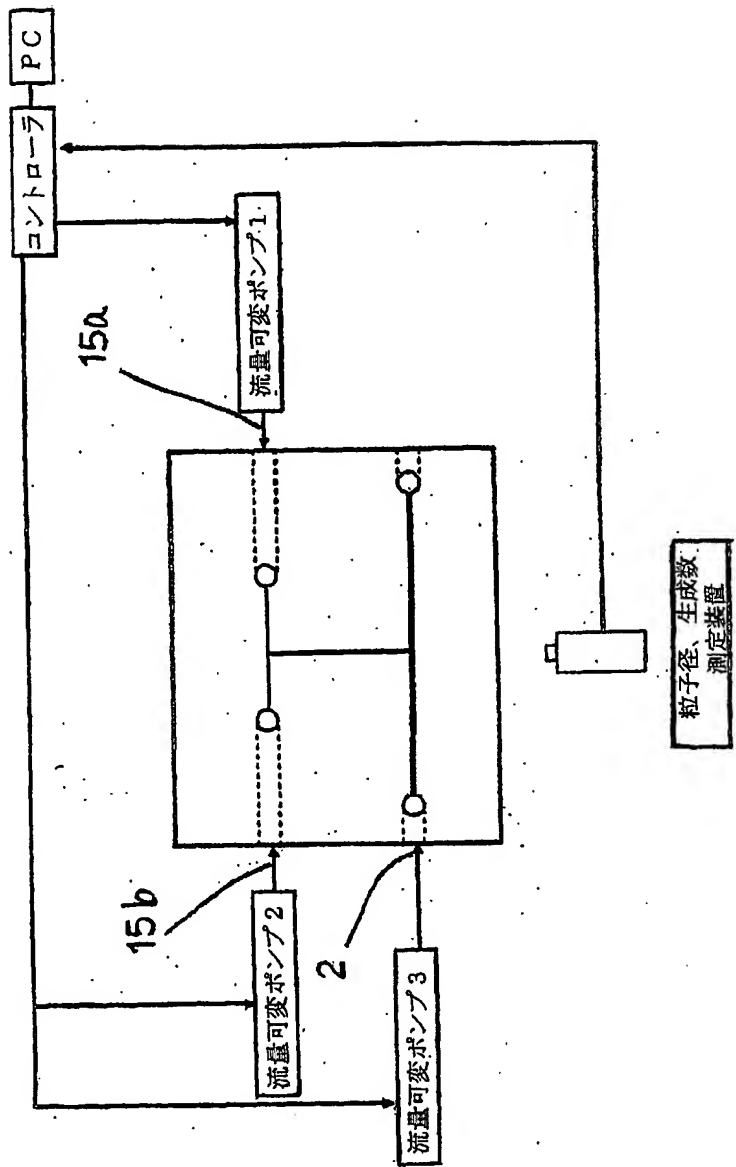 PC
コントローラ
流量可変ポンプ1
15a
15b
流量可変ポンプ2
2
流量可変ポンプ3
粒子径、生成数
測定装置